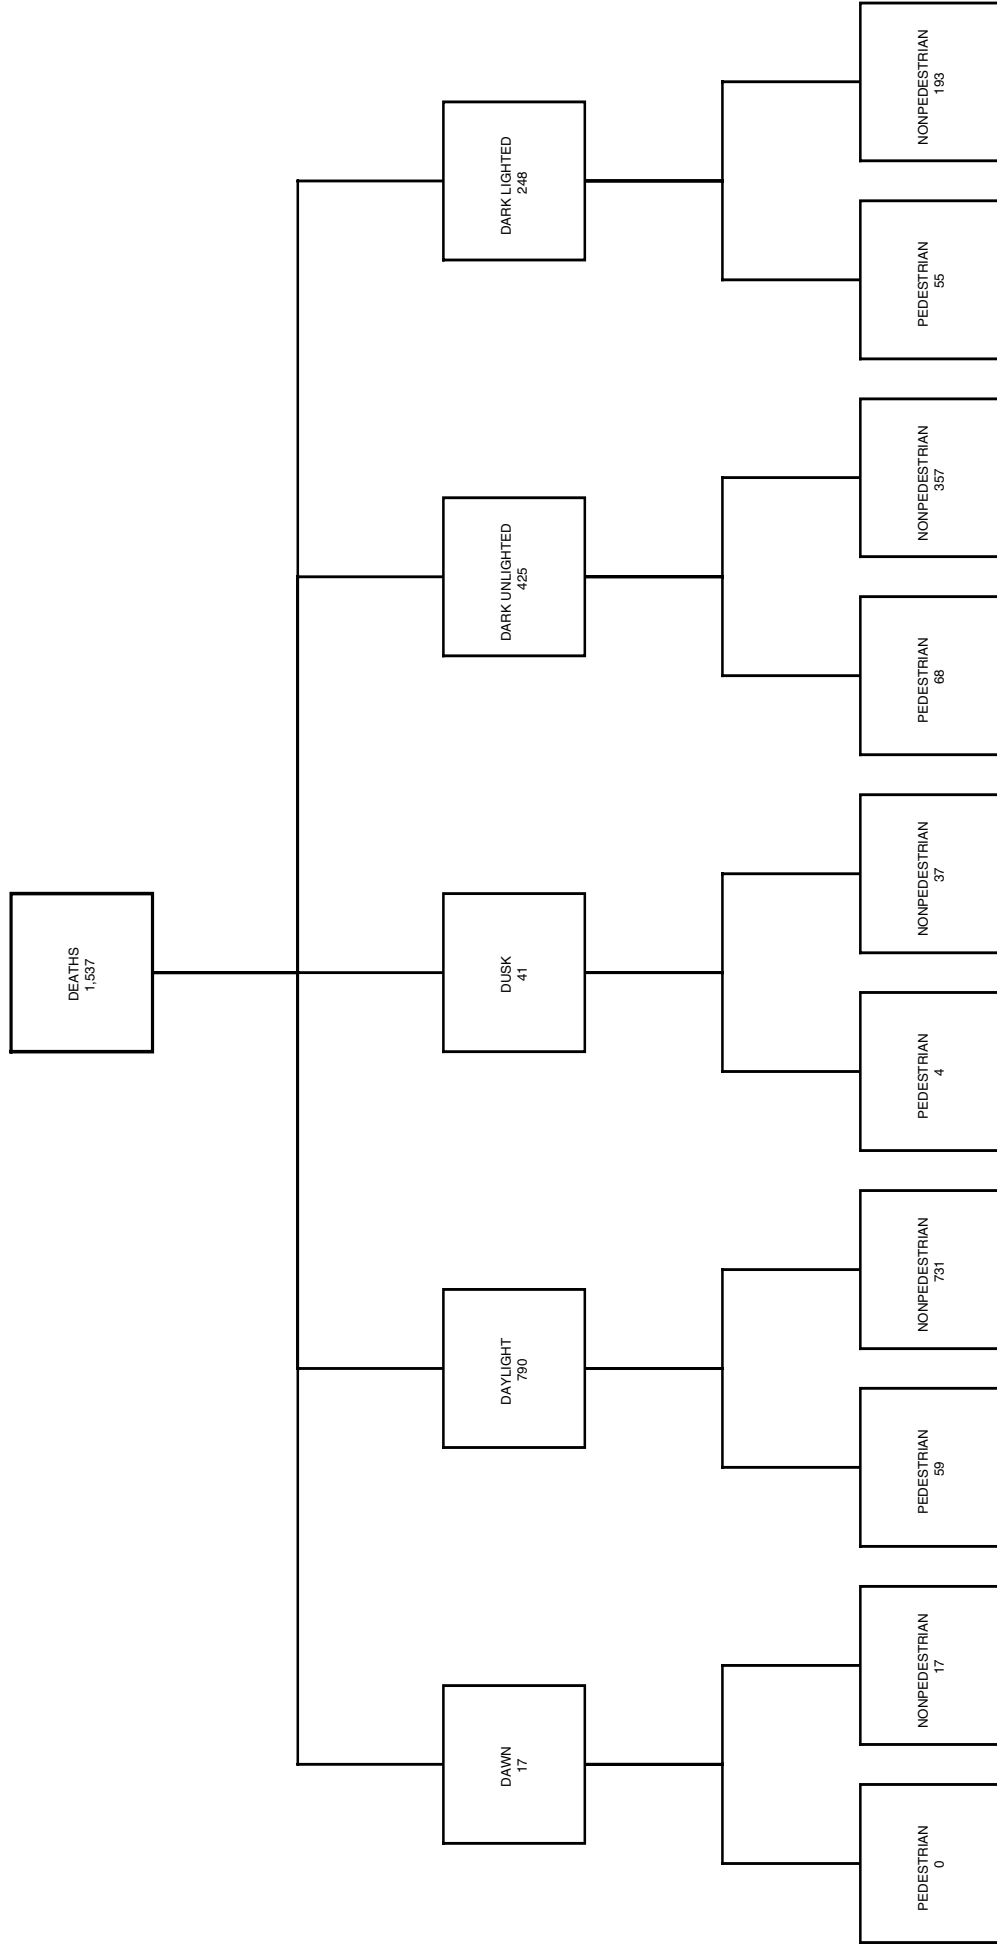 DEATHS
1,537
DAWN
17
DAYLIGHT
790
DUSK
41
DARK UNLIGHTED
425
DARK LIGHTED
248
PEDESTRIAN
0
NONPEDESTRIAN
17
PEDESTRIAN
59
NONPEDESTRIAN
731
PEDESTRIAN
4
NONPEDESTRIAN
37
PEDESTRIAN
68
NONPEDESTRIAN
357
PEDESTRIAN
55
NONPEDESTRIAN
193